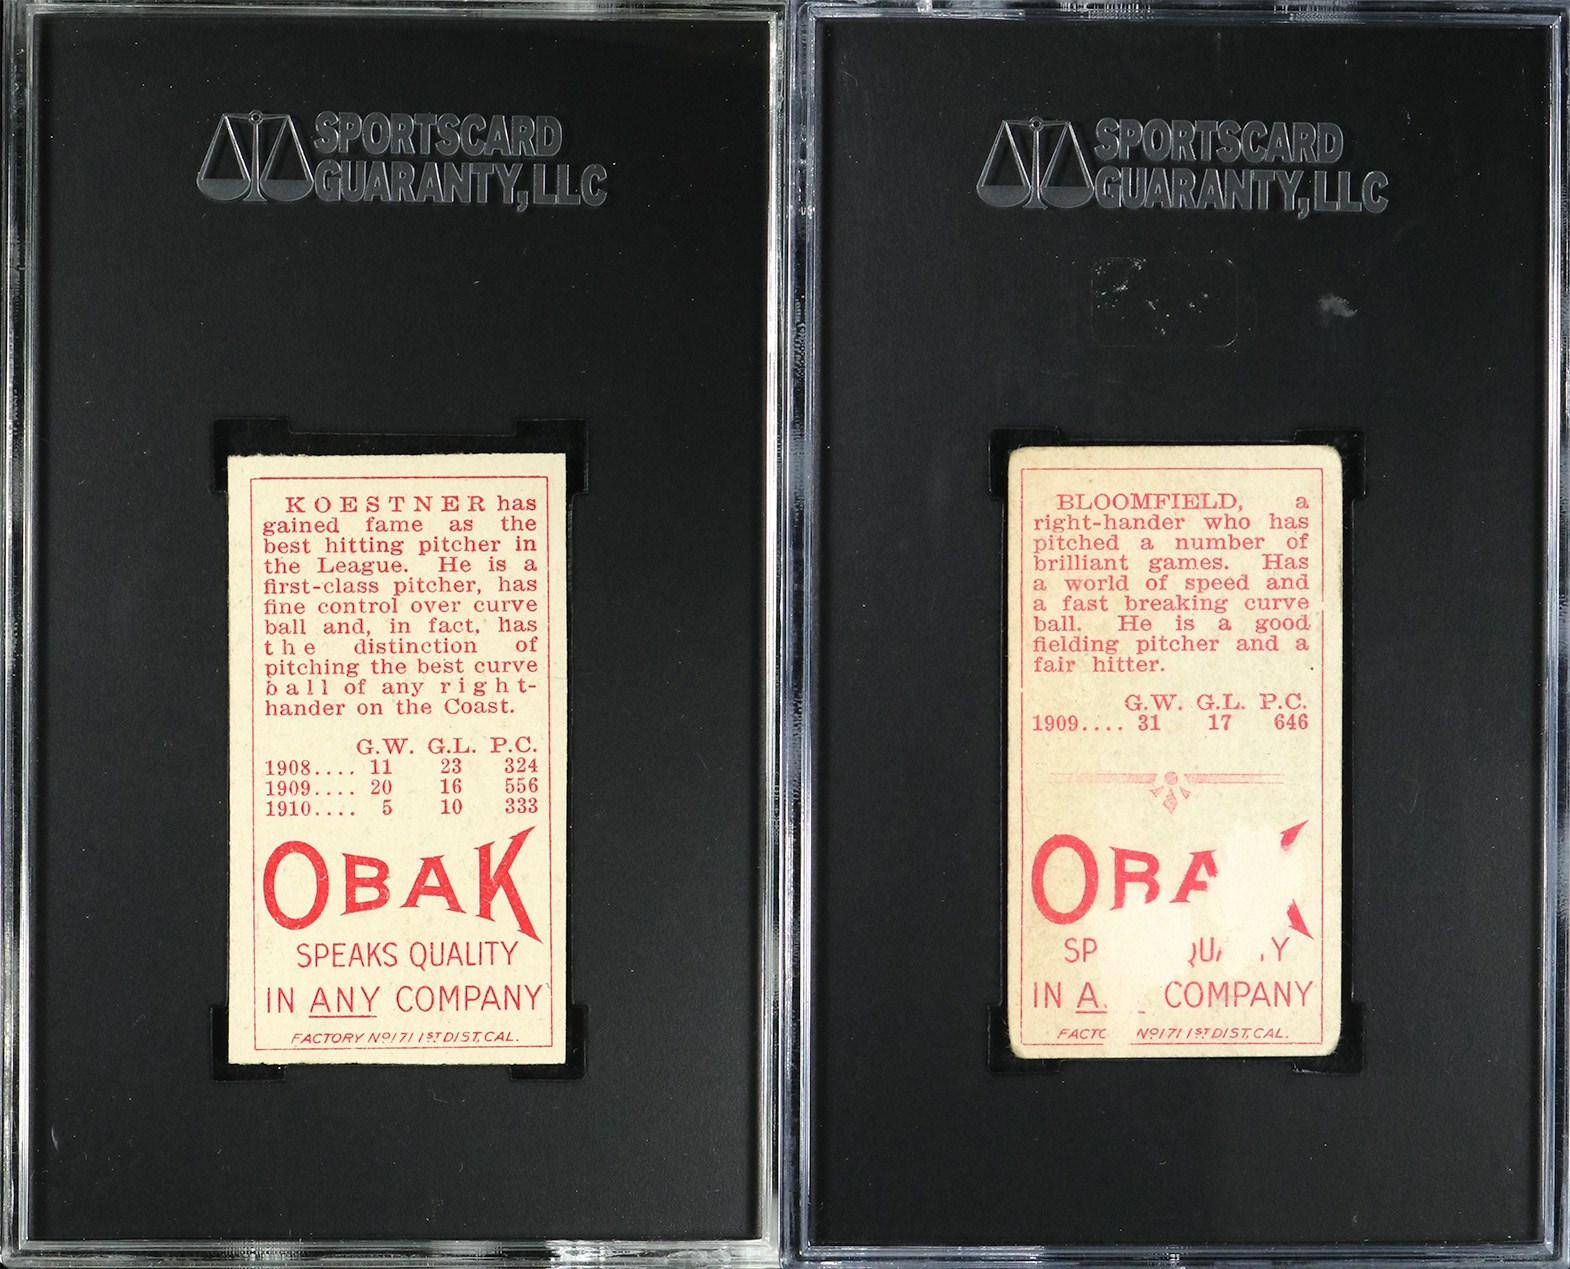 SPORTSCARD
GUARANTY, LLC
KOESTNER has
gained fame as the
best hitting pitcher in
the League. He is a
first-class pitcher, has
fine control over curve
ball and, in fact, has
the distinction of
pitching the best curve
ball of any right-
hander on the Coast.
G.W. G.L. P.C.
1908.... 11 23 324
1909.... 20 16 556
1910.... 5 10 333
OBAK
SPEAKS QUALITY
IN ANY COMPANY
FACTORY Nº 171 1ST DIST, CAL.
SPORTSCARD
GUARANTY, LLC
BLOOMFIELD, a
right-hander who has
pitched a number of
brilliant games. Has
a world of speed and
a fast breaking curve
ball. He is a good
fielding pitcher and a
fair hitter.
G.W. G.L. P.C.
1909.... 31 17 646
IN COMPANY
Nº 171 1ST DIST, CAL.